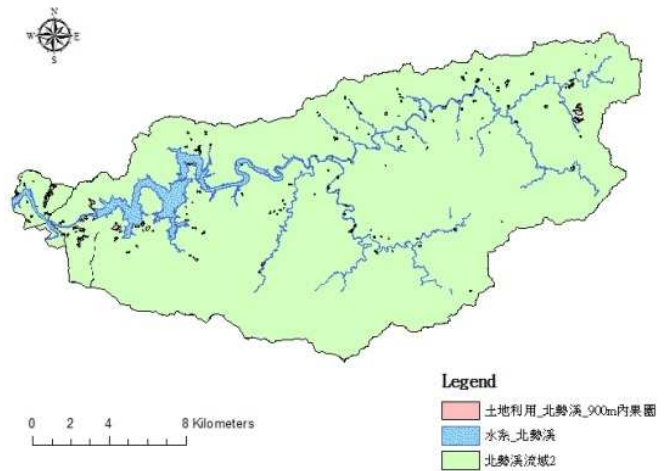 N
W E
S
0 2 4 8 Kilometers
Legend
土地利用_北勢溪_900m內果園
水系_北勢溪
北勢溪流域2